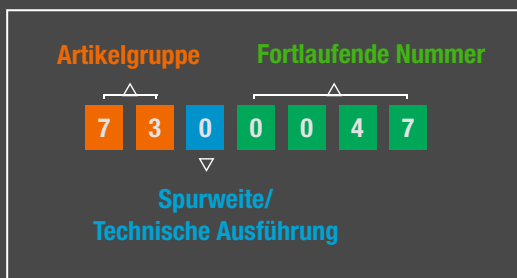 Artikelgruppe Fortlaufende Nummer
7 3 0 0 0 4 7
Spurweite/
Technische Ausführung